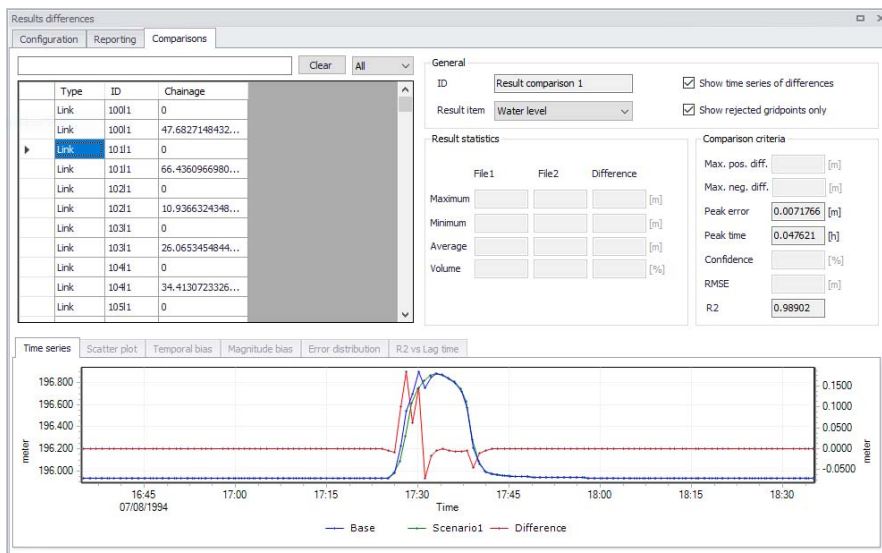 Results differences
Configuration Reporting Comparisons
Clear All
Type ID Chainage
Link 100l1 0
Link 100l1 47.6827148432...
Link 101l1 0
Link 101l1 66.4360966980...
Link 102l1 0
Link 102l1 10.9366324348...
Link 103l1 0
Link 103l1 26.0653454844...
Link 104l1 0
Link 104l1 34.4130723326...
Link 105l1 0
General
ID Result comparison 1 Show time series of differences
Result item Water level Show rejected gridpoints only
Result statistics
File1 File2 Difference
Maximum [m]
Minimum [m]
Average [m]
Volume [%]
Comparison criteria
Max. pos. diff. [m]
Max. neg. diff. [m]
Peak error 0.0071766 [m]
Peak time 0.047621 [h]
Confidence [%]
RMSE [m]
R2 0.98902
Time series Scatter plot Temporal bias Magnitude bias Error distribution R2 vs Lag time
196.800
196.600
196.400
196.200
196.000
meter
0.1500
0.1000
0.0500
0.0000
-0.0500
meter
16:45 17:00 17:15 17:30 17:45 18:00 18:15 18:30
07/08/1994
Time
Base Scenario1 Difference